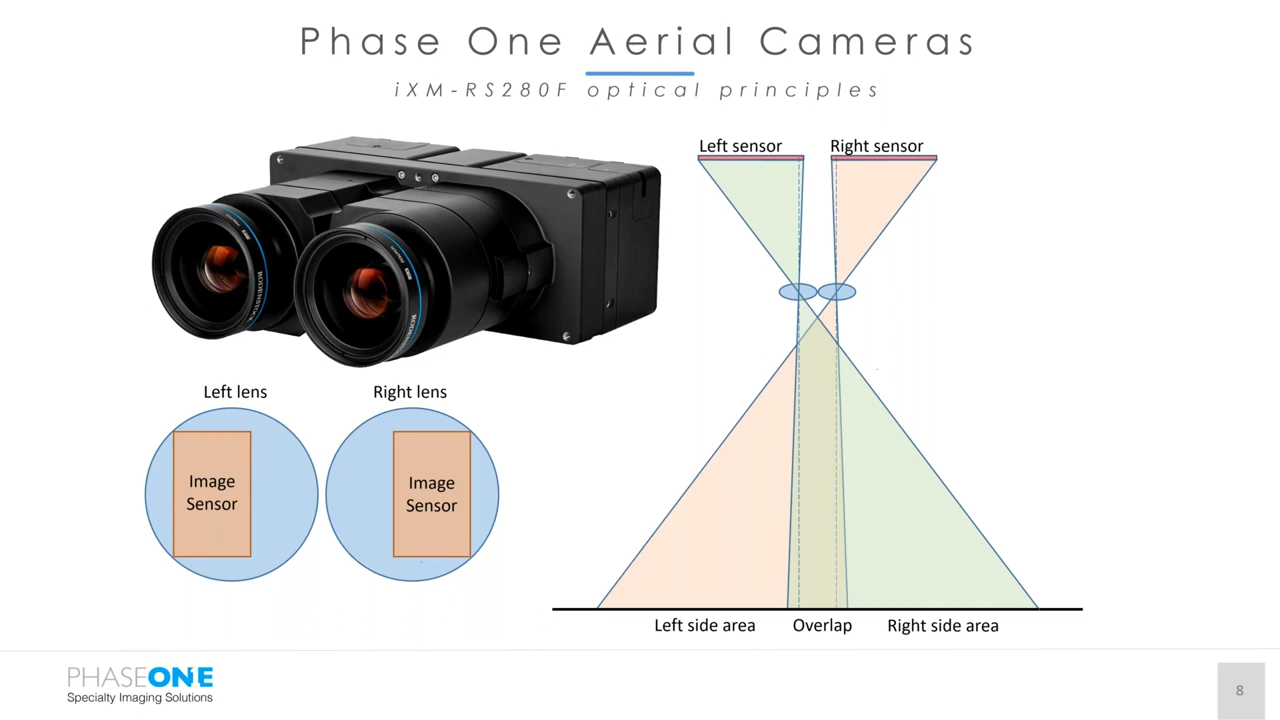 Phase One Aerial Cameras
iXM-RS280F optical principles
RODENSTOCK
Left sensor
Right sensor
Left lens
Right lens
Image
Sensor
Image
Sensor
Left side area
Overlap
Right side area
PHASEONE
Specialty Imaging Solutions
8